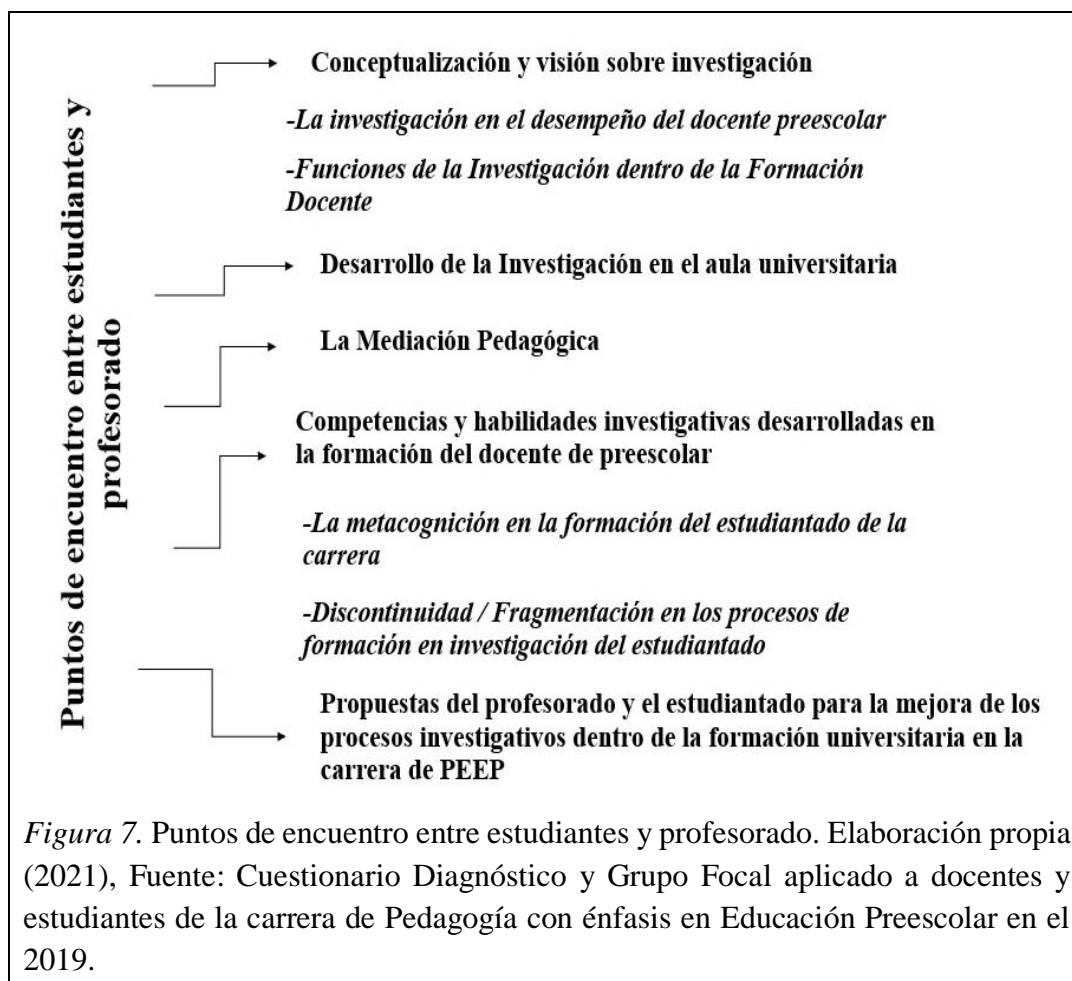 Puntos de encuentro entre estudiantes y
profesorado
Conceptualización y visión sobre investigación
-La investigación en el desempeño del docente preescolar
-Funciones de la Investigación dentro de la Formación
Docente
Desarrollo de la Investigación en el aula universitaria
La Mediación Pedagógica
Competencias y habilidades investigativas desarrolladas en
la formación del docente de preescolar
-La metacognición en la formación del estudiantado de la
carrera
-Discontinuidad / Fragmentación en los procesos de
formación en investigación del estudiantado
Propuestas del profesorado y el estudiantado para la mejora de los
procesos investigativos dentro de la formación universitaria en la
carrera de PEEP
Figura 7. Puntos de encuentro entre estudiantes y profesorado. Elaboración propia
(2021), Fuente: Cuestionario Diagnóstico y Grupo Focal aplicado a docentes y
estudiantes de la carrera de Pedagogía con énfasis en Educación Preescolar en el
2019.